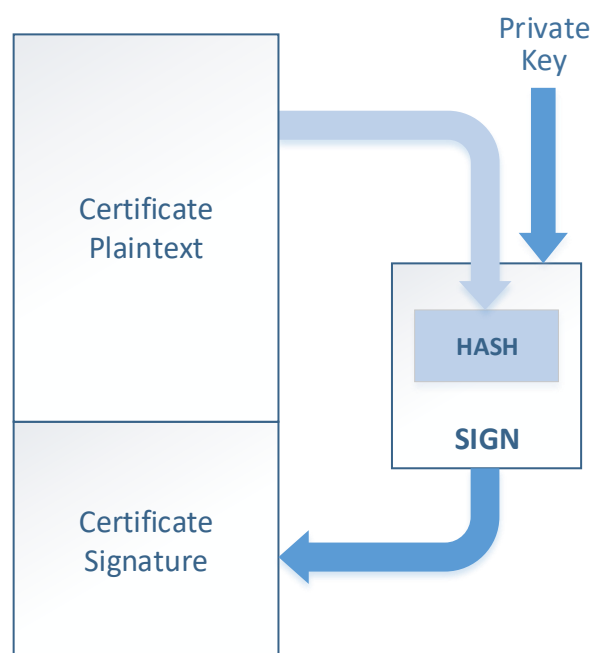 Private
Key
Certificate
Plaintext
HASH
SIGN
Certificate
Signature